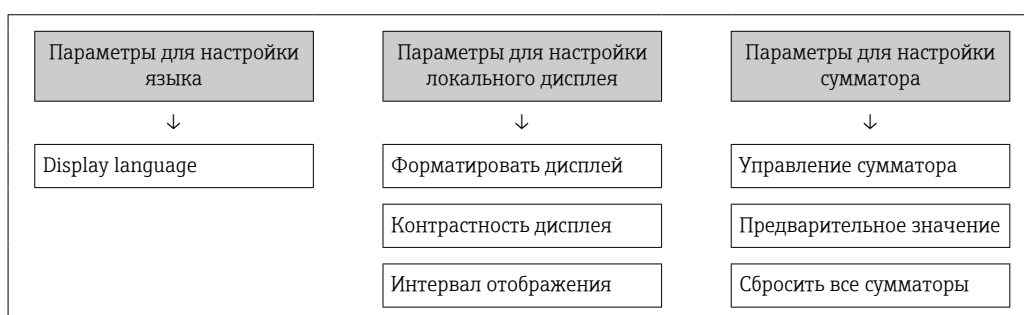 Параметры для настройки
языка
↓
Display language
Параметры для настройки
локального дисплея
↓
Форматировать дисплей
Контрастность дисплея
Интервал отображения
Параметры для настройки
сумматора
↓
Управление сумматора
Предварительное значение
Сбросить все сумматоры